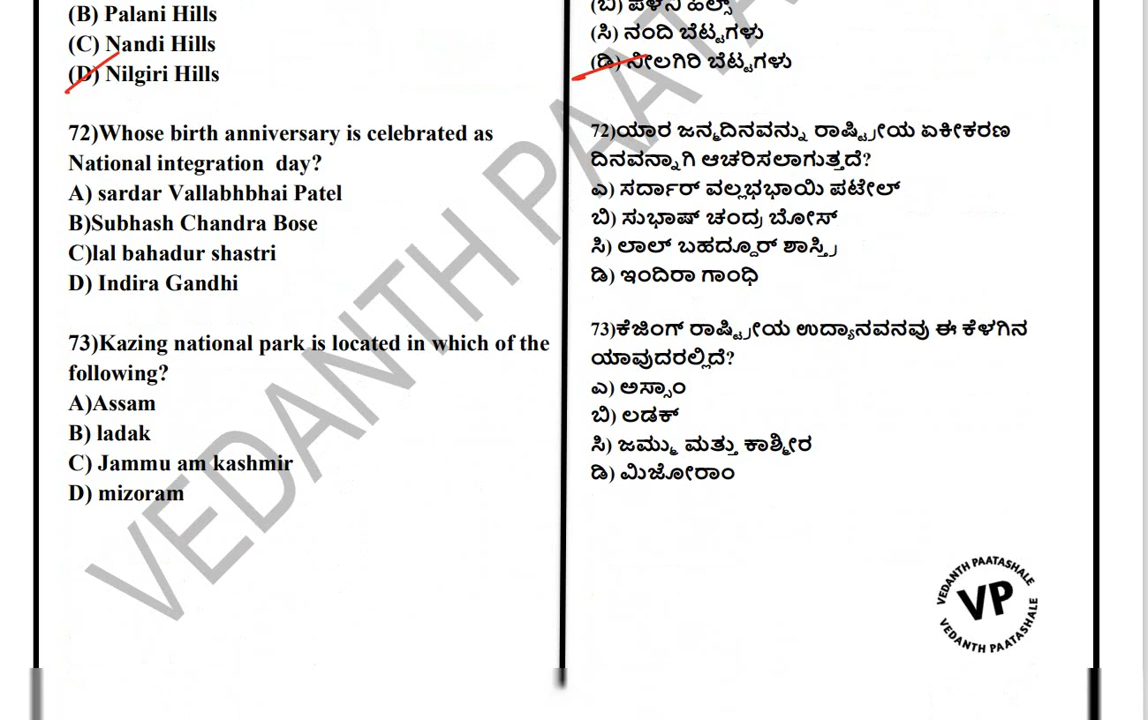 (B) Palani Hills
(C) Nandi Hills
(D) Nilgiri Hills
72)Whose birth anniversary is celebrated as
National integration day?
A) sardar Vallabhbhai Patel
B)Subhash Chandra Bose
C)lal bahadur shastri
D) Indira Gandhi
73)Kazing national park is located in which of the
following?
A)Assam
B) ladak
C) Jammu am kashmir
D) mizoram
(ಬಿ) ಪಳನಿ ಹಿಲ್ಸ್
(ಸಿ) ನಂದಿ ಬೆಟ್ಟಗಳು
(ಡಿ) ನೀಲಗಿರಿ ಬೆಟ್ಟಗಳು
72)ಯಾರ ಜನ್ಮದಿನವನ್ನು ರಾಷ್ಟ್ರೀಯ ಏಕೀಕರಣ
ದಿನವನ್ನಾಗಿ ಆಚರಿಸಲಾಗುತ್ತದೆ?
ಎ) ಸರ್ದಾರ್ ವಲ್ಲಭಭಾಯಿ ಪಟೇಲ್
ಬಿ) ಸುಭಾಷ್ ಚಂದ್ರ ಬೋಸ್
ಸಿ) ಲಾಲ್ ಬಹದ್ದೂರ್ ಶಾಸ್ತ್ರಿ
ಡಿ) ಇಂದಿರಾ ಗಾಂಧಿ
73)ಕೆಜಿಂಗ್ ರಾಷ್ಟ್ರೀಯ ಉದ್ಯಾನವನವು ಈ ಕೆಳಗಿನ
ಯಾವುದರಲ್ಲಿದೆ?
ಎ) ಅಸ್ಸಾಂ
ಬಿ) ಲಡಕ್
ಸಿ) ಜಮ್ಮು ಮತ್ತು ಕಾಶ್ಮೀರ
ಡಿ) ಮಿಜೋರಾಂ
VEDANTH PAATA
VEDANTH PAATASHALE
VP
VEDANTH PAATASHALE